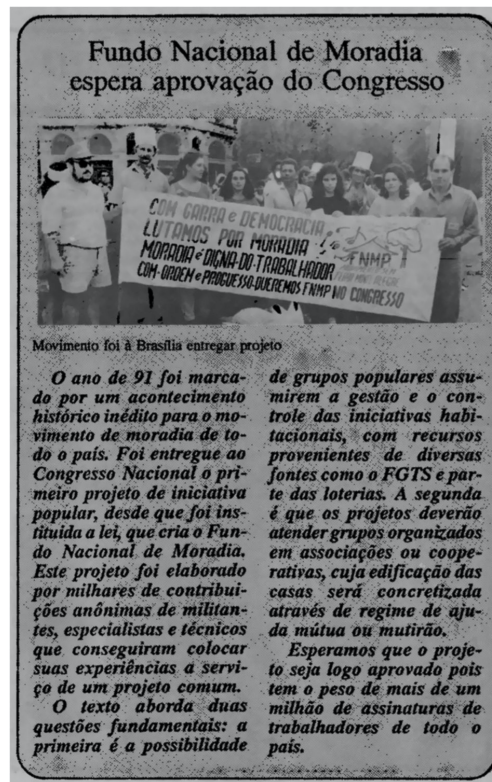 Fundo Nacional de Moradia
espera aprovação do Congresso
COM GARRA e DEMOCRACIA
LUTAMOS POR MORADIA
MORADIA e DIGNA-DO-TRABALHADOR
COM-ORDEM e PROGUESSO-QUEREMOS FNMP NO CONGRESSO
FNMP
Movimento foi à Brasília entregar projeto
O ano de 91 foi marca-
do por um acontecimento
histórico inédito para o mo-
vimento de moradia de to-
do o país. Foi entregue ao
Congresso Nacional o pri-
meiro projeto de iniciativa
popular, desde que foi ins-
tituída a lei, que cria o Fun-
do Nacional de Moradia.
Este projeto foi elaborado
por milhares de contribui-
ções anônimas de militan-
tes, especialistas e técnicos
que conseguiram colocar
suas experiências a servi-
ço de um projeto comum.
O texto aborda duas
questões fundamentais: a
primeira é a possibilidade
de grupos populares assu-
mirem a gestão e o con-
trole das iniciativas habi-
tacionais, com recursos
provenientes de diversas
fontes como o FGTS e par-
te das loterias. A segunda
é que os projetos deverão
atender grupos organizados
em associações ou coope-
rativas, cuja edificação das
casas será concretizada
através de regime de aju-
da mútua ou mutirão.
Esperamos que o proje-
to seja logo aprovado pois
tem o peso de mais de um
milhão de assinaturas de
trabalhadores de todo o
país.